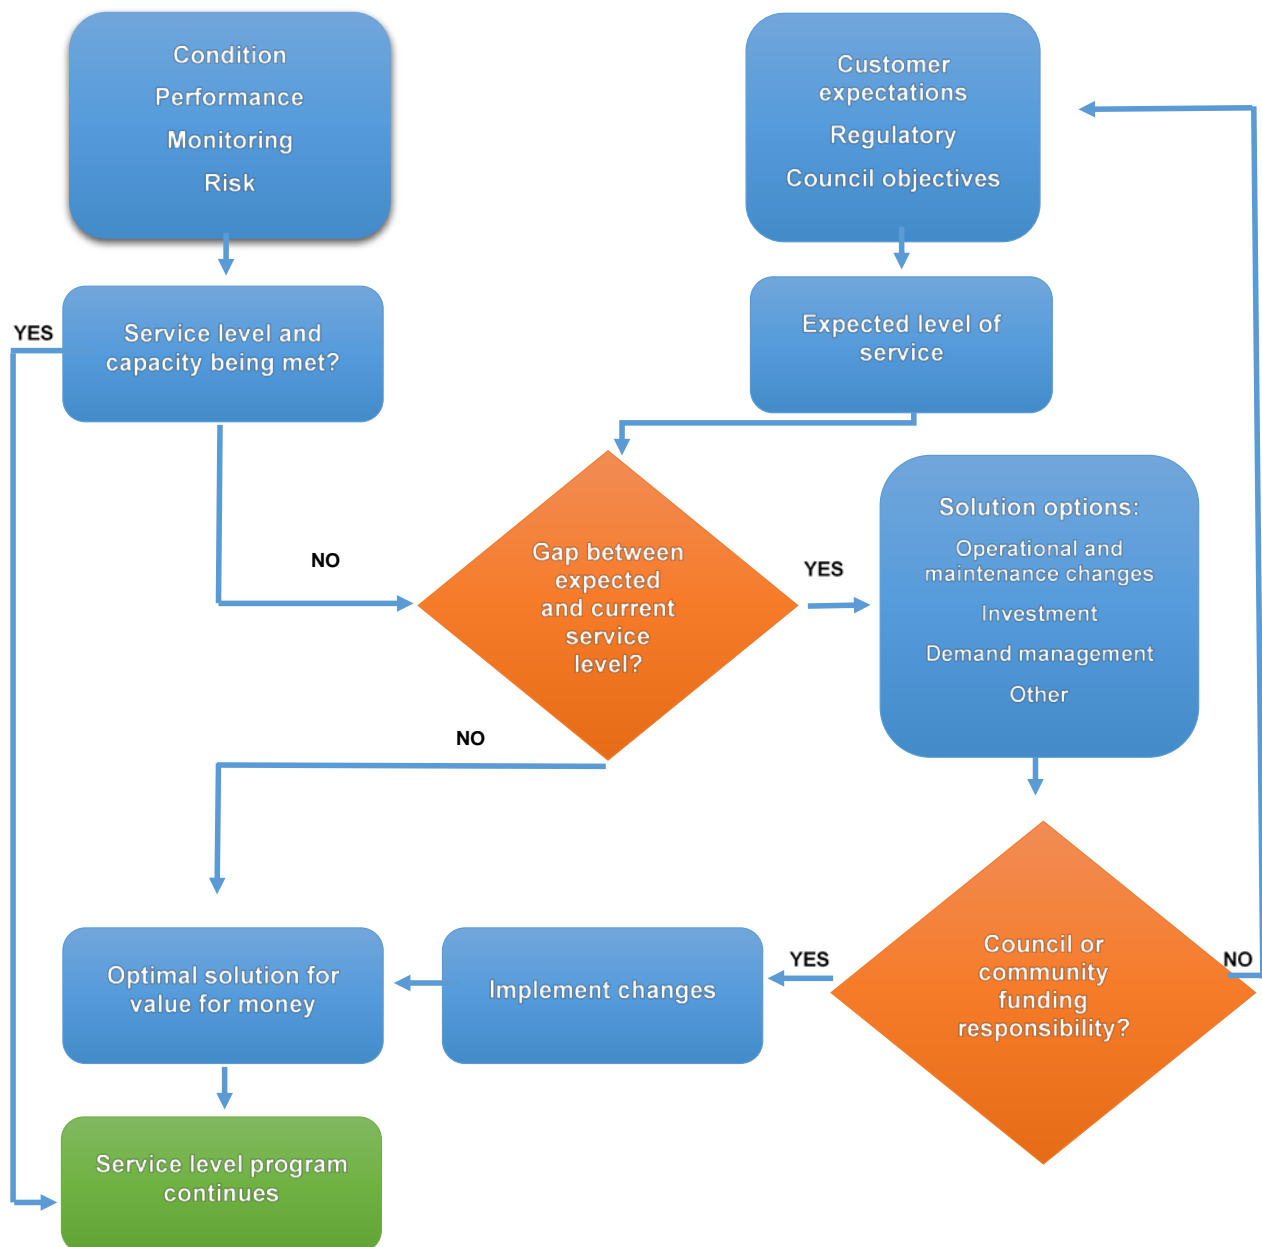 Condition
Performance
Monitoring
Risk
Customer
expectations
Regulatory
Council objectives
YES
Service level and
capacity being met?
Expected level of
service
NO
Gap between
expected
and current
service
level?
YES
Solution options:
Operational and
maintenance changes
Investment
Demand management
Other
NO
Optimal solution for
value for money
Implement changes
YES
Council or
community
funding
responsibility?
NO
Service level program
continues